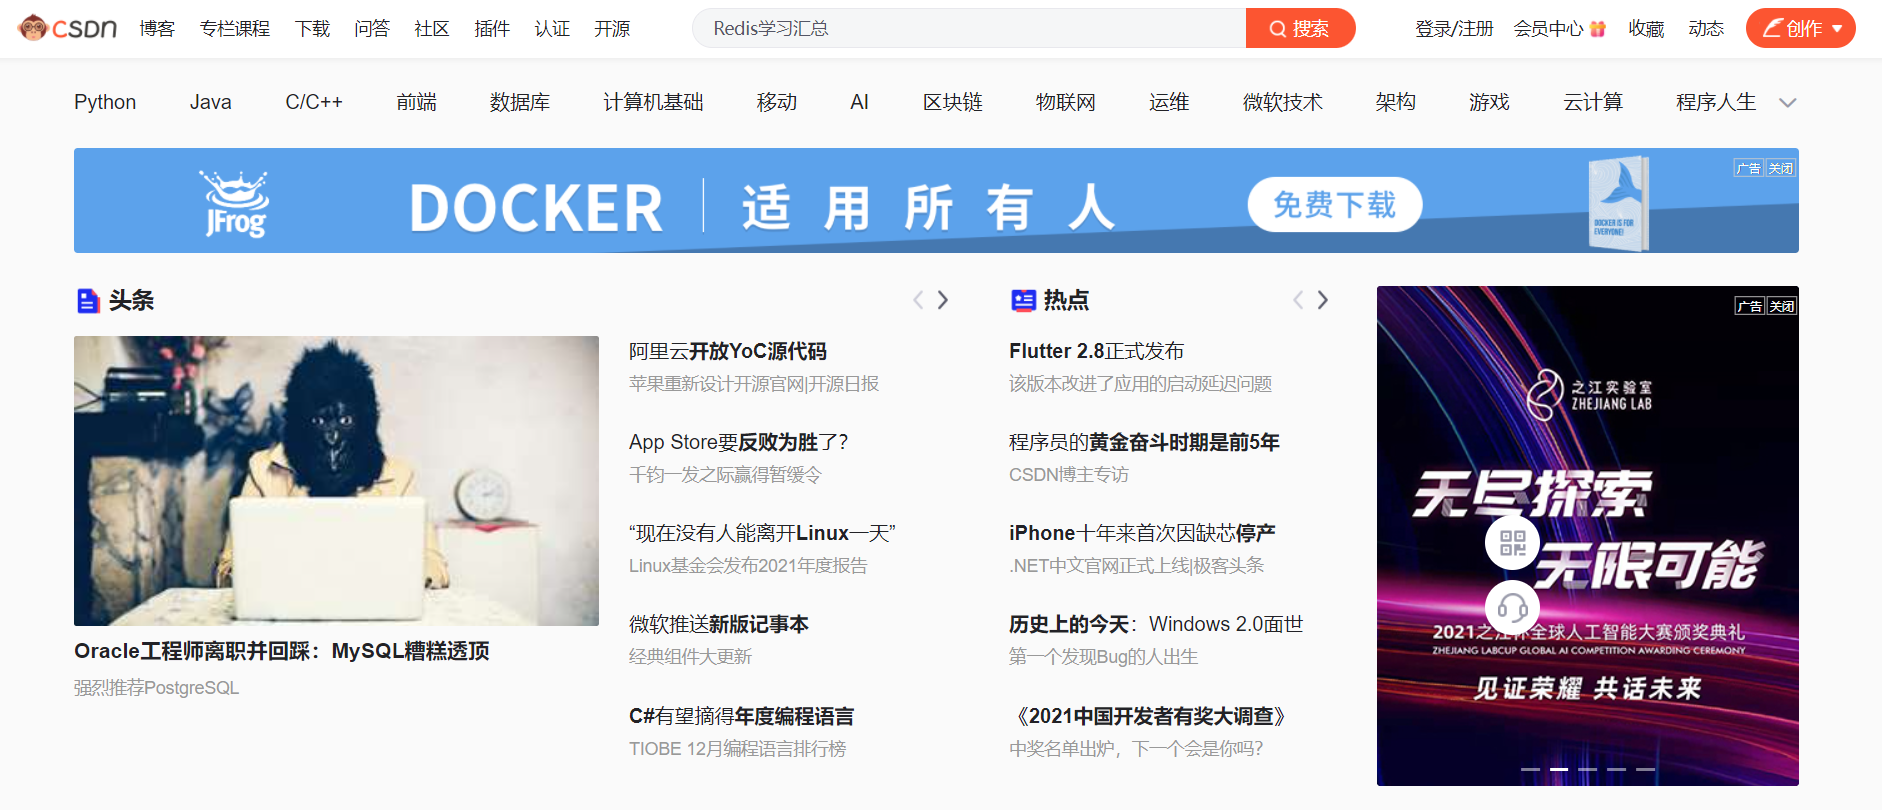 CSDN 博客 专栏课程 下载 问答 社区 插件 认证 开源 Redis学习汇总 搜索 登录/注册 会员中心 收藏 动态 创作
Python Java C/C++ 前端 数据库 计算机基础 移动 AI 区块链 物联网 运维 微软技术 架构 游戏 云计算 程序人生
JFrog
DOCKER
适用所有人
免费下载
DOCKER IS FOR
EVERYONE!
广告 关闭
头条
Oracle工程师离职并回踩：MySQL糟糕透顶
强烈推荐PostgreSQL
阿里云开放YoC源代码
苹果重新设计开源官网|开源日报
App Store要反败为胜了？
千钧一发之际赢得暂缓令
“现在没有人能离开Linux一天”
Linux基金会发布2021年度报告
微软推送新版记事本
经典组件大更新
C#有望摘得年度编程语言
TIOBE 12月编程语言排行榜
热点
Flutter 2.8正式发布
该版本改进了应用的启动延迟问题
程序员的黄金奋斗时期是前5年
CSDN博主专访
iPhone十年来首次因缺芯停产
.NET中文官网正式上线|极客头条
历史上的今天：Windows 2.0面世
第一个发现Bug的人出生
《2021中国开发者有奖大调查》
中奖名单出炉，下一个会是你吗？
广告 关闭
之江实验室
ZHEJIANG LAB
无尽探索
无限可能
2021之江杯全球人工智能大赛颁奖典礼
ZHEJIANG LABCUP GLOBAL AI COMPETITION AWARDING CEREMONY
见证荣耀 共话未来